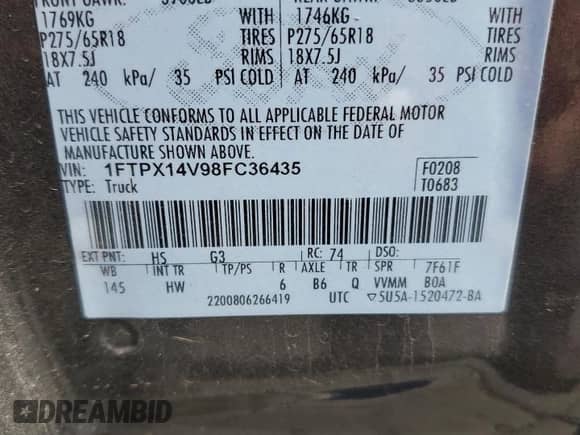 1769KG 1746KG
P275/65R18 TIRES P275/65R18 TIRES
18X7.5J RIMS 18X7.5J RIMS
AT 240 kPa/ 35 PSI COLD AT 240 kPa/ 35 PSI COLD
THIS VEHICLE CONFORMS TO ALL APPLICABLE FEDERAL MOTOR
VEHICLE SAFETY STANDARDS IN EFFECT ON THE DATE OF
MANUFACTURE SHOWN ABOVE.
VIN: 1FTPX14V98FC36435 F0208
TYPE: Truck T0683
EXT PNT: HS G3 RC: 74 DSO:
WB INT TR TP/PS R AXLE TR SPR 7F61F
145 HW 6 B6 Q VVMM BOA
2200806266419 UTC ▽5U5A-1520472-BA
DREAMBID